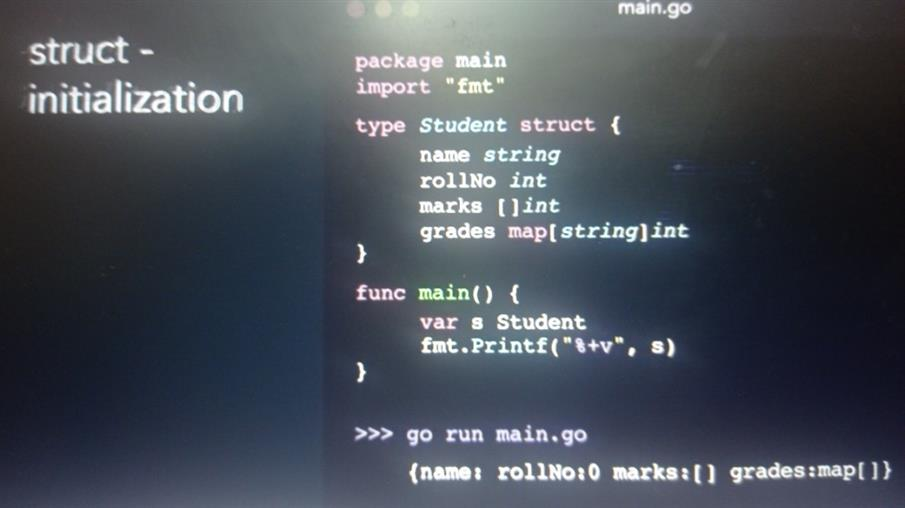 main.go
struct -
initialization
package main
import "fmt"
type Student struct {
name string
rollNo int
marks []int
grades map[string]int
}
func main() {
var s Student
fmt.Printf("%+v", s)
}
>>> go run main.go
{name: rollNo:0 marks:[] grades:map[]}